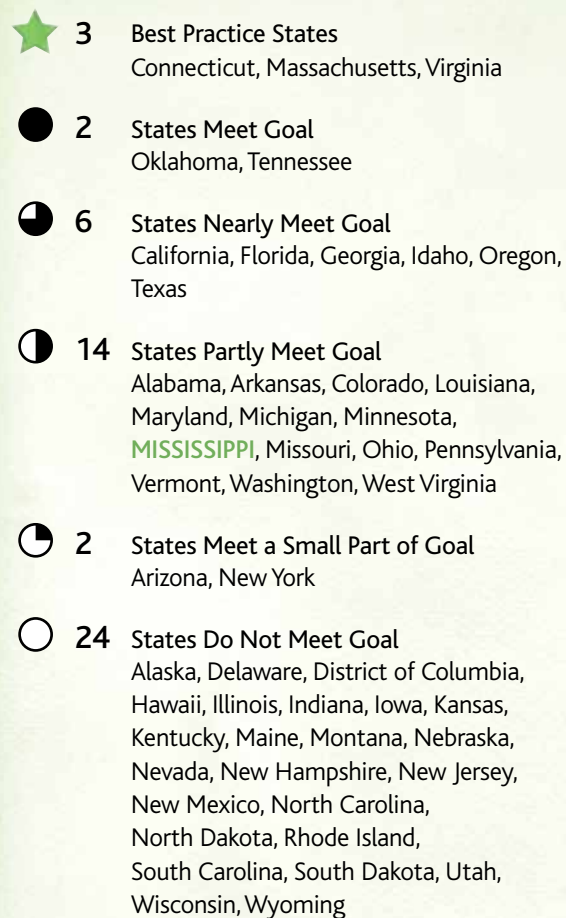 3 Best Practice States
Connecticut, Massachusetts, Virginia
2 States Meet Goal
Oklahoma, Tennessee
6 States Nearly Meet Goal
California, Florida, Georgia, Idaho, Oregon,
Texas
14 States Partly Meet Goal
Alabama, Arkansas, Colorado, Louisiana,
Maryland, Michigan, Minnesota,
MISSISSIPPI, Missouri, Ohio, Pennsylvania,
Vermont, Washington, West Virginia
2 States Meet a Small Part of Goal
Arizona, New York
24 States Do Not Meet Goal
Alaska, Delaware, District of Columbia,
Hawaii, Illinois, Indiana, Iowa, Kansas,
Kentucky, Maine, Montana, Nebraska,
Nevada, New Hampshire, New Jersey,
New Mexico, North Carolina,
North Dakota, Rhode Island,
South Carolina, South Dakota, Utah,
Wisconsin, Wyoming